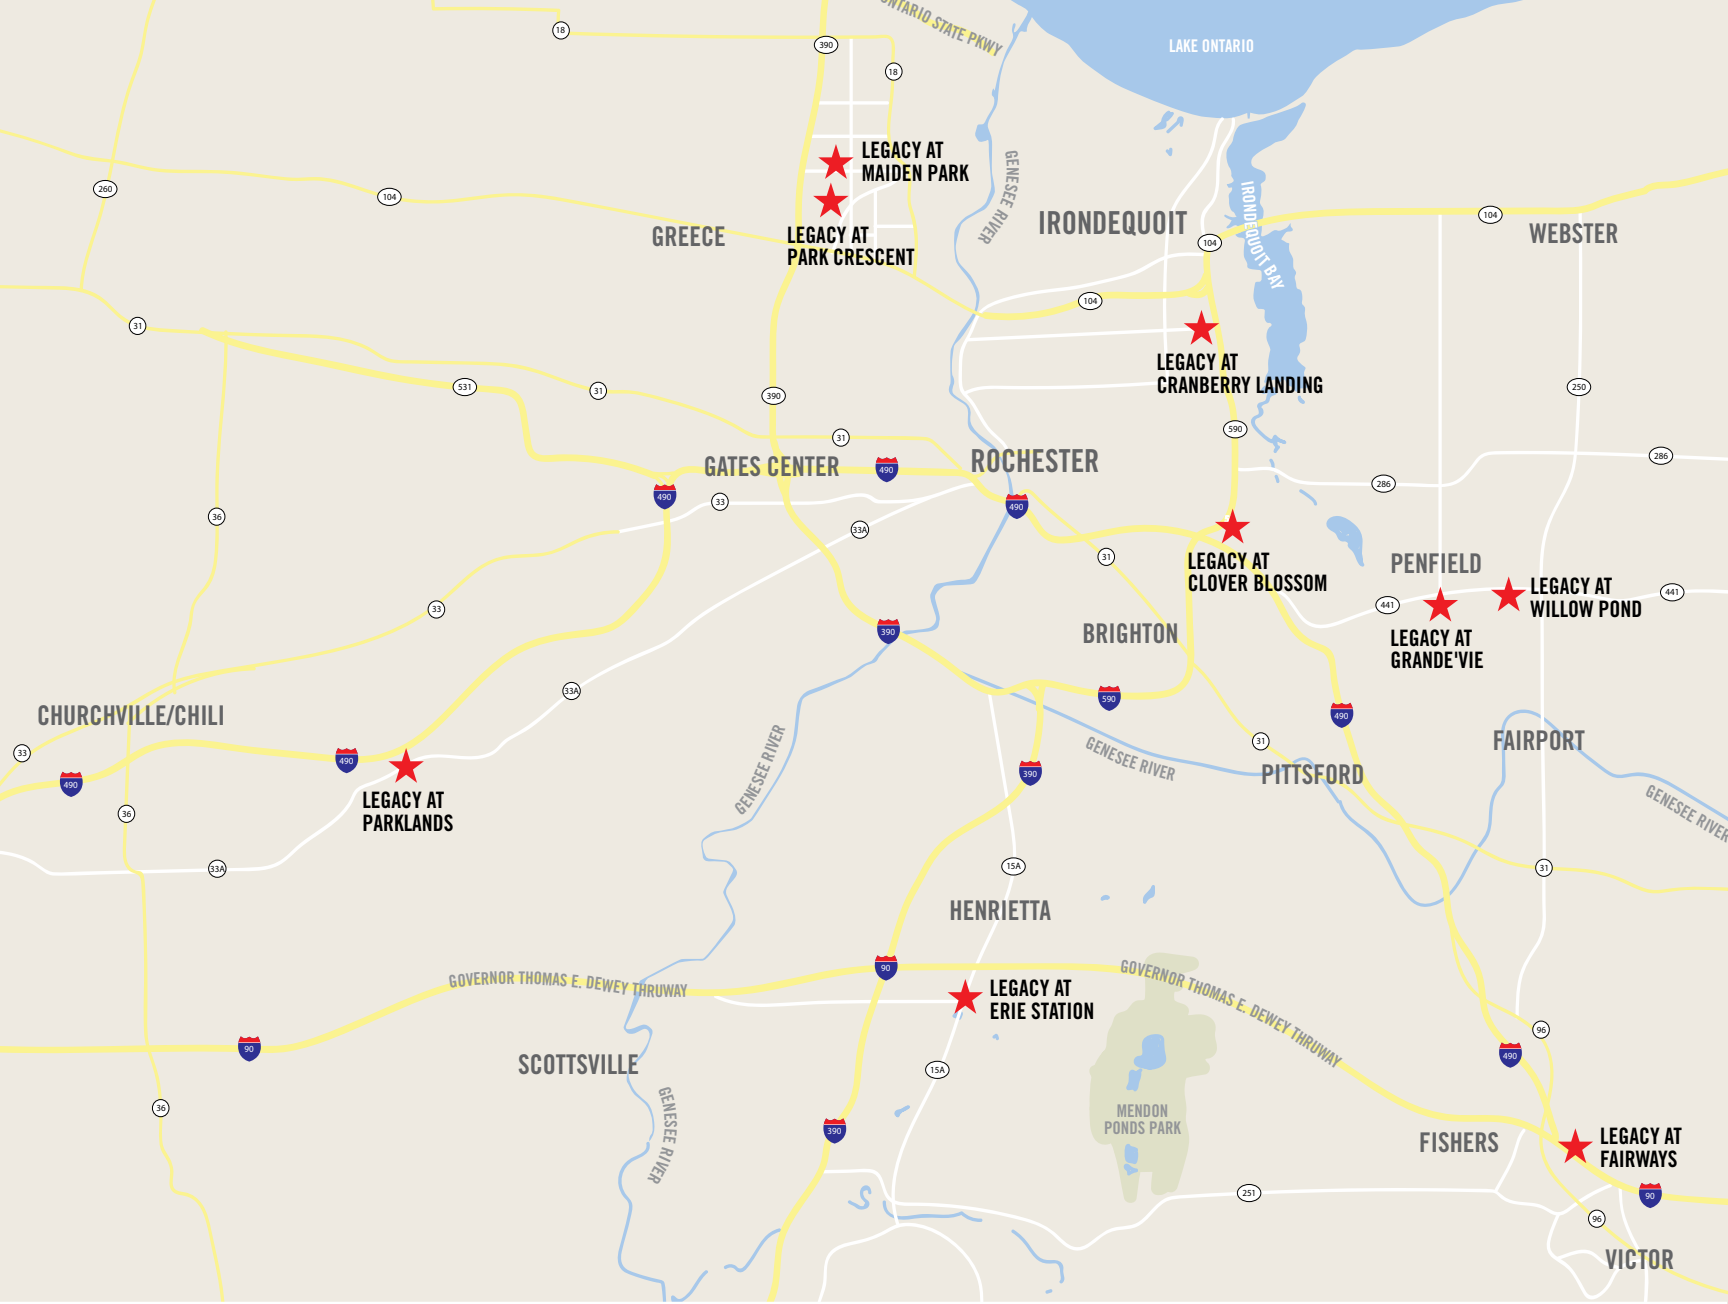 ONTARIO STATE PKWY
LAKE ONTARIO
18
390
18
LEGACY AT
MAIDEN PARK
GENESEE RIVER
260
104
IRONDEQUOIT BAY
LEGACY AT
PARK CRESCENT
GREECE
IRONDEQUOIT
104
104
WEBSTER
104
31
LEGACY AT
CRANBERRY LANDING
531
31
390
250
31
590
GATES CENTER
490
ROCHESTER
286
286
490
33
490
36
33A
LEGACY AT
CLOVER BLOSSOM
31
PENFIELD
LEGACY AT
WILLOW POND
441
441
33
390
BRIGHTON
LEGACY AT
GRANDE'VIE
33A
590
490
CHURCHVILLE/CHILI
33
490
490
GENESEE RIVER
GENESEE RIVER
390
31
PITTSFORD
FAIRPORT
GENESEE RIVER
LEGACY AT
PARKLANDS
36
33A
15A
31
HENRIETTA
GOVERNOR THOMAS E. DEWEY THRUWAY
90
GOVERNOR THOMAS E. DEWEY THRUWAY
LEGACY AT
ERIE STATION
90
96
490
SCOTTSVILLE
15A
36
GENESEE RIVER
390
MENDON
PONDS PARK
FISHERS
LEGACY AT
FAIRWAYS
251
90
96
VICTOR